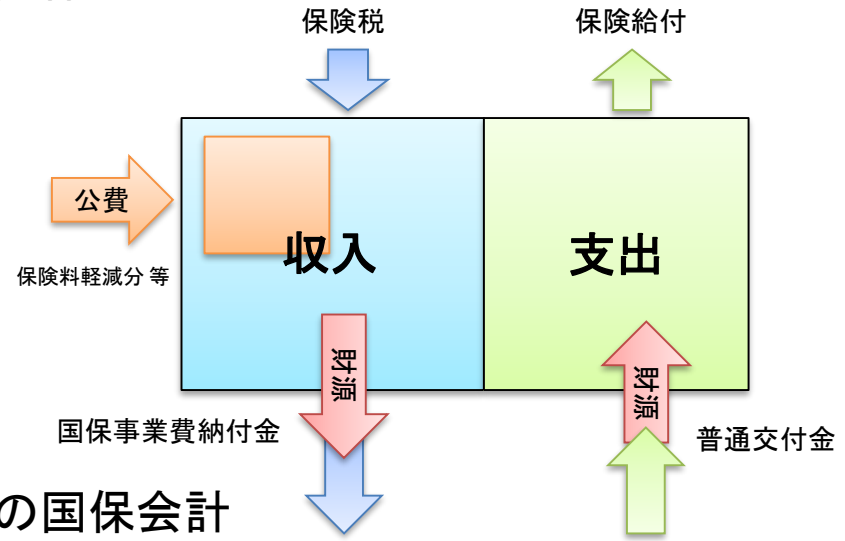 保険税
保険給付
公費
保険料軽減分 等
収入
支出
財源
財源
国保事業費納付金
普通交付金
の国保会計